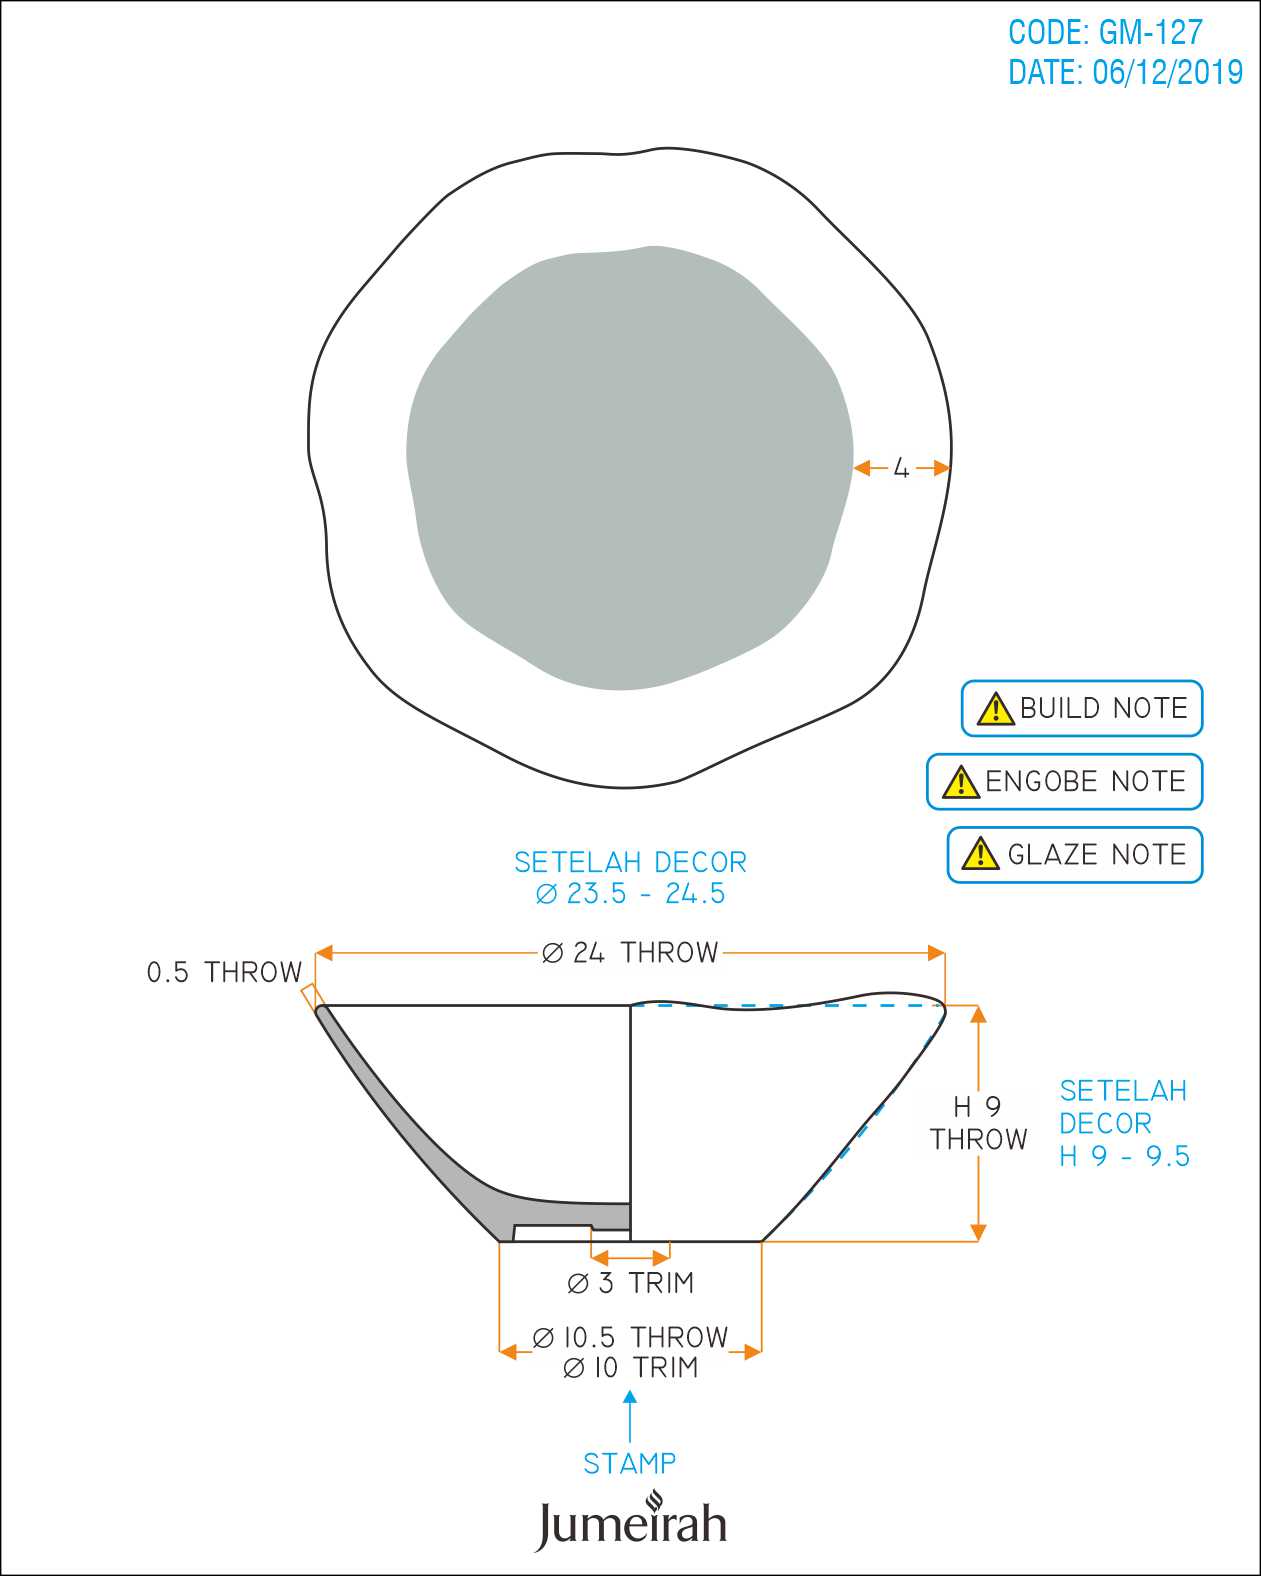 CODE: GM-127
DATE: 06/12/2019
4
BUILD NOTE
ENGOBE NOTE
GLAZE NOTE
SETELAH DECOR
Ø 23.5 - 24.5
Ø 24 THROW
0.5 THROW
H 9
THROW
SETELAH
DECOR
H 9 - 9.5
Ø 3 TRIM
Ø 10.5 THROW
Ø 10 TRIM
STAMP
Jumeirah